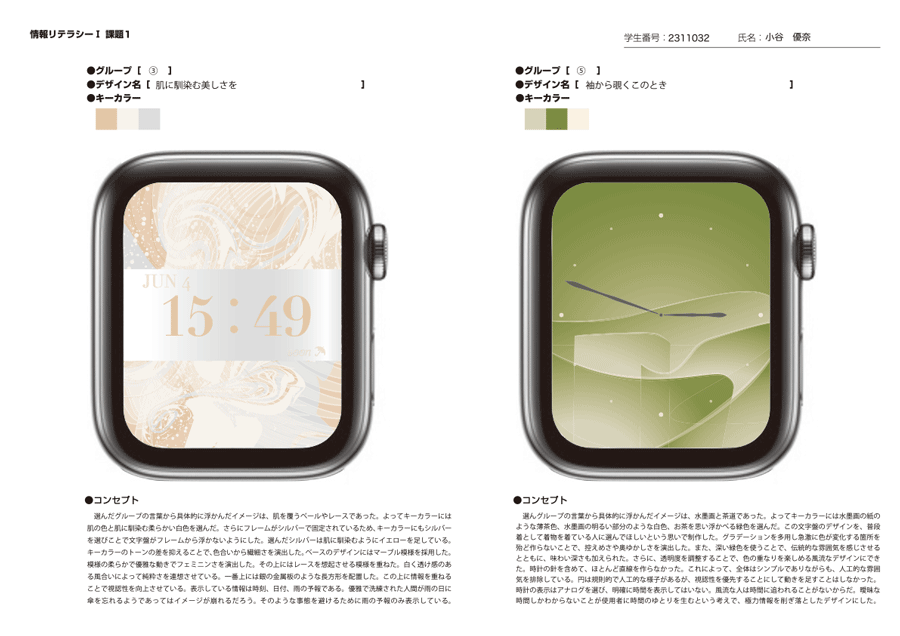 情報リテラシーⅠ 課題1
学生番号：2311032　氏名：小谷　優奈
●グループ【 ③ 】
●デザイン名【 肌に馴染む美しさを 】
●キーカラー
JUN 4
15:49
●コンセプト
選んだグループの言葉から具体的に浮かんだイメージは、肌を覆うベールやレースであった。よってキーカラーには
肌の色と肌に馴染む柔らかい白色を選んだ。さらにフレームがシルバーで固定されているため、キーカラーにもシルバー
を選びことで文字盤がフレームから浮かないようにした。選んだシルバーは肌に馴染むようにイエローを足している。
キーカラーのトーンの差を抑えることで、色合いから繊細さを演出した。ベースのデザインにはマーブル模様を採用した。
模様の柔らかで優雅な動きでフェミニンさを演出した。その上にはレースを想起させる模様を重ねた。白く透け感のあ
る風合いによって純粋さを連想させている。一番上には銀の金属板のような長方形を配置した。この上に情報を重ねる
ことで視認性を向上させている。表示している情報は時刻、日付、雨の予報である。優雅で洗練された人間が雨の日に
傘を忘れるようであってはイメージが崩れるだろう。そのような事態を避けるために雨の予報のみ表示している。
●グループ【 ⑤ 】
●デザイン名【 袖から覗くこのとき 】
●キーカラー
●コンセプト
選んグループの言葉から具体的に浮かんだイメージは、水墨画と茶道であった。よってキーカラーには水墨画の紙の
ような薄茶色、水墨画の明るい部分のような白色、お茶を思い浮かべる緑色を選んだ。この文字盤のデザインを、普段
着として着物を着ている人に選んでほしいという思いで制作した。グラデーションを多用し急激に色が変化する箇所を
殆ど作らないことで、控えめさや奥ゆかしさを演出した。また、深い緑色を使うことで、伝統的な雰囲気を感じさせる
とともに、味わい深さも加えられた。さらに、透明度を調整することで、色の重なりを楽しめる風流なデザインにでき
た。時計の針を含めて、ほとんど直線を作らなかった。これによって、全体はシンプルでありながらも、人工的な雰囲
気を排除している。円は規則的で人工的な様子があるが、視認性を優先することにして動きを足すことはしなかった。
時計の表示はアナログを選び、明確に時間を表示してはいない。風流な人は時間に追われることがないからだ。曖昧な
時間しかわからないことが使用者に時間のゆとりを生むという考えで、極力情報を削ぎ落としたデザインにした。